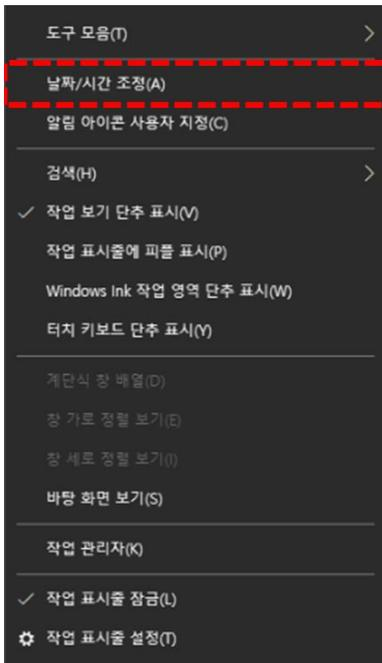 도구 모음(T)
날짜/시간 조정(A)
알림 아이콘 사용자 지정(C)
검색(H)
작업 보기 단추 표시(V)
작업 표시줄에 피플 표시(P)
Windows Ink 작업 영역 단추 표시(W)
터치 키보드 단추 표시(Y)
계단식 창 배열(D)
창 가로 정렬 보기(E)
창 세로 정렬 보기(I)
바탕 화면 보기(S)
작업 관리자(K)
작업 표시줄 잠금(L)
작업 표시줄 설정(T)